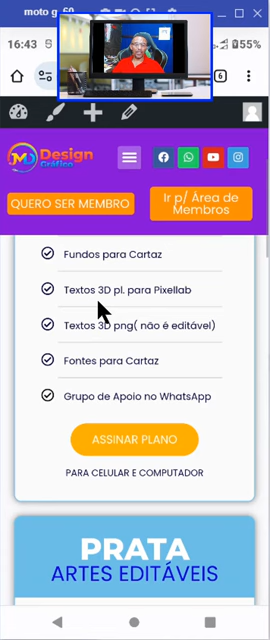 moto g 60
16:43
6
55%
MD Design
Gráfico
QUERO SER MEMBRO
Ir p/ Área de
Membros
Fundos para Cartaz
Textos 3D pl. para Pixellab
Textos 3D png( não é editável)
Fontes para Cartaz
Grupo de Apoio no WhatsApp
ASSINAR PLANO
PARA CELULAR E COMPUTADOR
PRATA
ARTES EDITÁVEIS